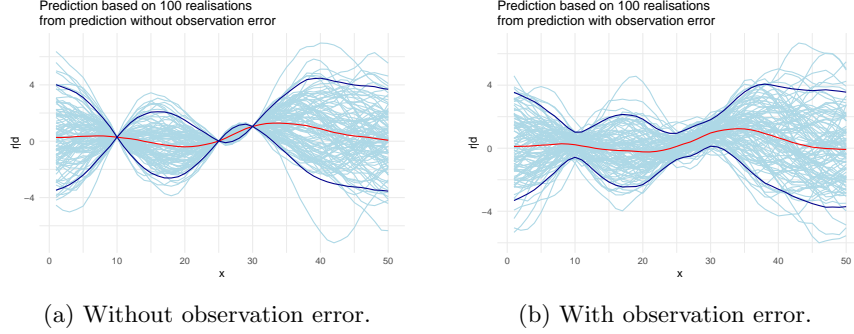 Prediction based on 100 realisations
from prediction without observation error
4
0
−4
r|d
0
10
20
30
40
50
x
(a) Without observation error.
Prediction based on 100 realisations
from prediction with observation error
4
0
−4
r|d
0
10
20
30
40
50
x
(b) With observation error.